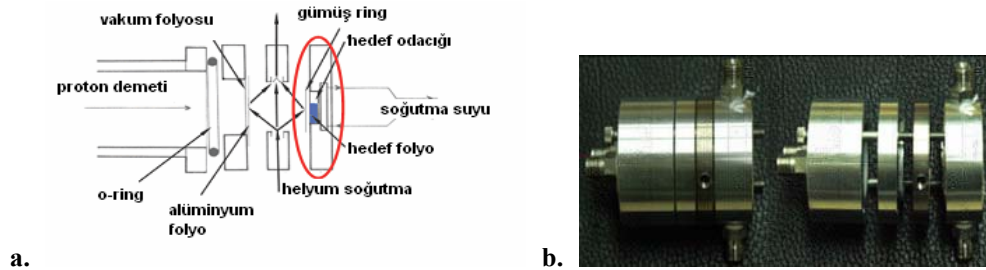 gümüş ring
vakum folyosu
hedef odacığı
proton demeti
soğutma suyu
hedef folyo
o-ring
helyum soğutma
alüminyum
folyo
a.
b.